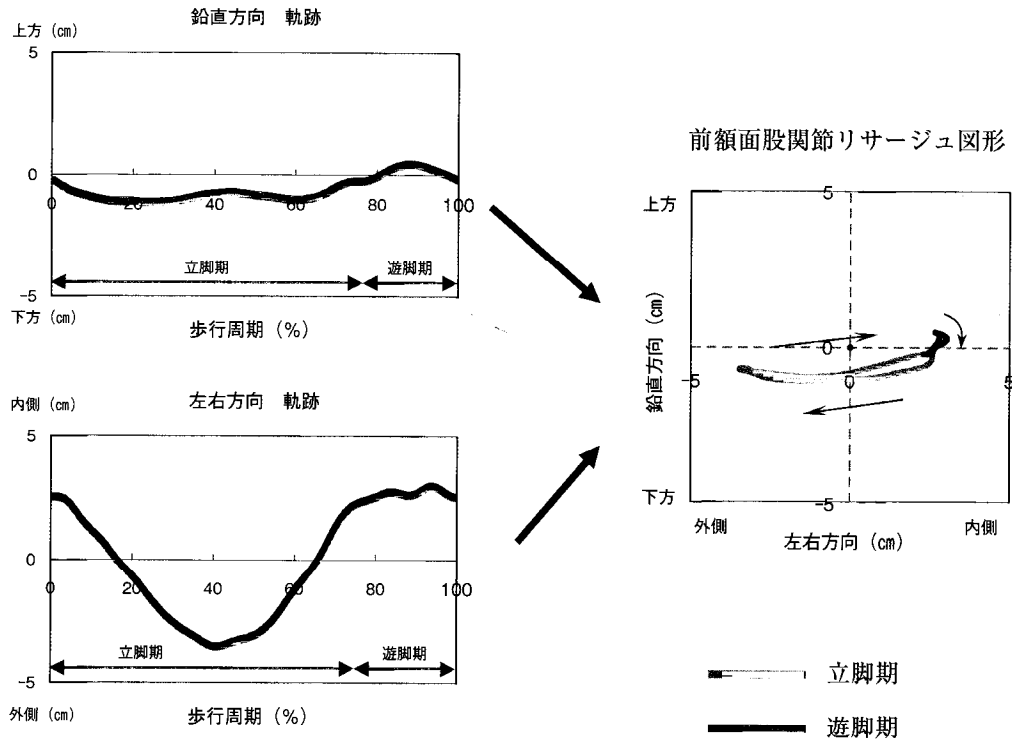 鉛直方向 軌跡
上方 (cm)
5
0
0
20
40
60
80
100
立脚期
遊脚期
-5
下方 (cm)
歩行周期 (%)
内側 (cm)
左右方向 軌跡
5
0
0
20
40
60
80
100
立脚期
遊脚期
-5
外側 (cm)
歩行周期 (%)
前額面股関節リサージュ図形
上方
5
鉛直方向 (cm)
0
-5
0
5
下方
-5
外側
内側
左右方向 (cm)
立脚期
遊脚期